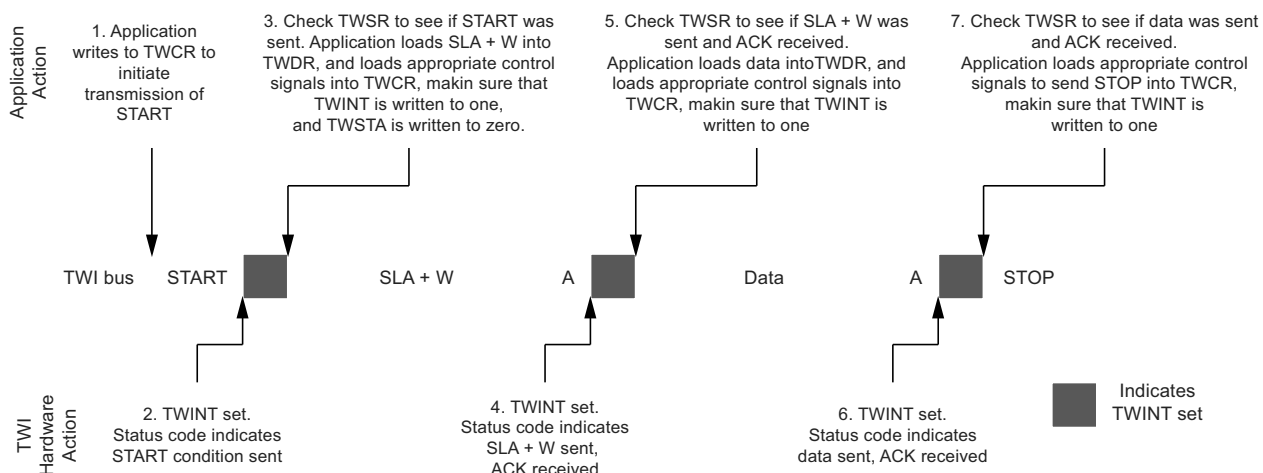 Application
Action
1. Application
writes to TWCR to
initiate
transmission of
START
3. Check TWSR to see if START was
sent. Application loads SLA + W into
TWDR, and loads appropriate control
signals into TWCR, makin sure that
TWINT is written to one,
and TWSTA is written to zero.
5. Check TWSR to see if SLA + W was
sent and ACK received.
Application loads data intoTWDR, and
loads appropriate control signals into
TWCR, makin sure that TWINT is
written to one
7. Check TWSR to see if data was sent
and ACK received.
Application loads appropriate control
signals to send STOP into TWCR,
makin sure that TWINT is
written to one
TWI bus START SLA + W A Data A STOP
TWI
Hardware
Action
2. TWINT set.
Status code indicates
START condition sent
4. TWINT set.
Status code indicates
SLA + W sent,
ACK received
6. TWINT set.
Status code indicates
data sent, ACK received
Indicates
TWINT set